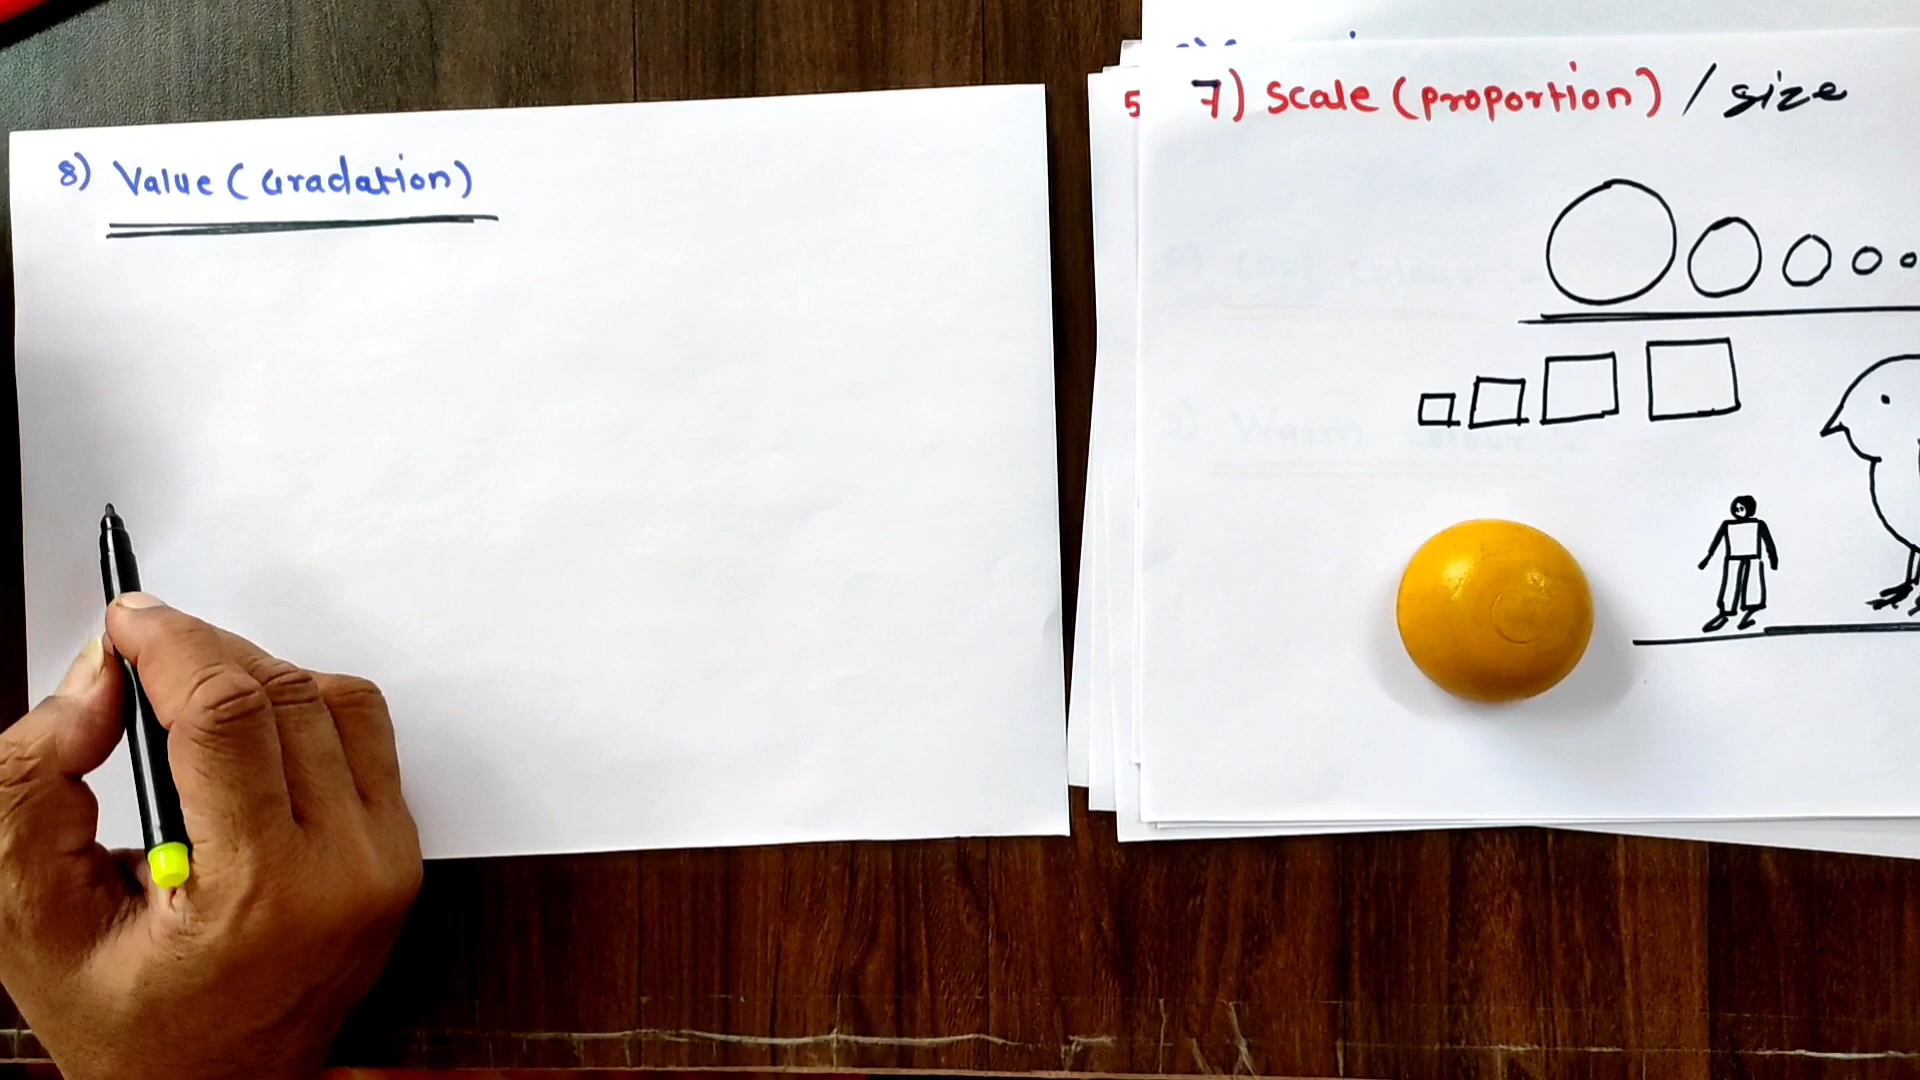 8) Value (Gradation)
5
7) Scale (proportion) / size